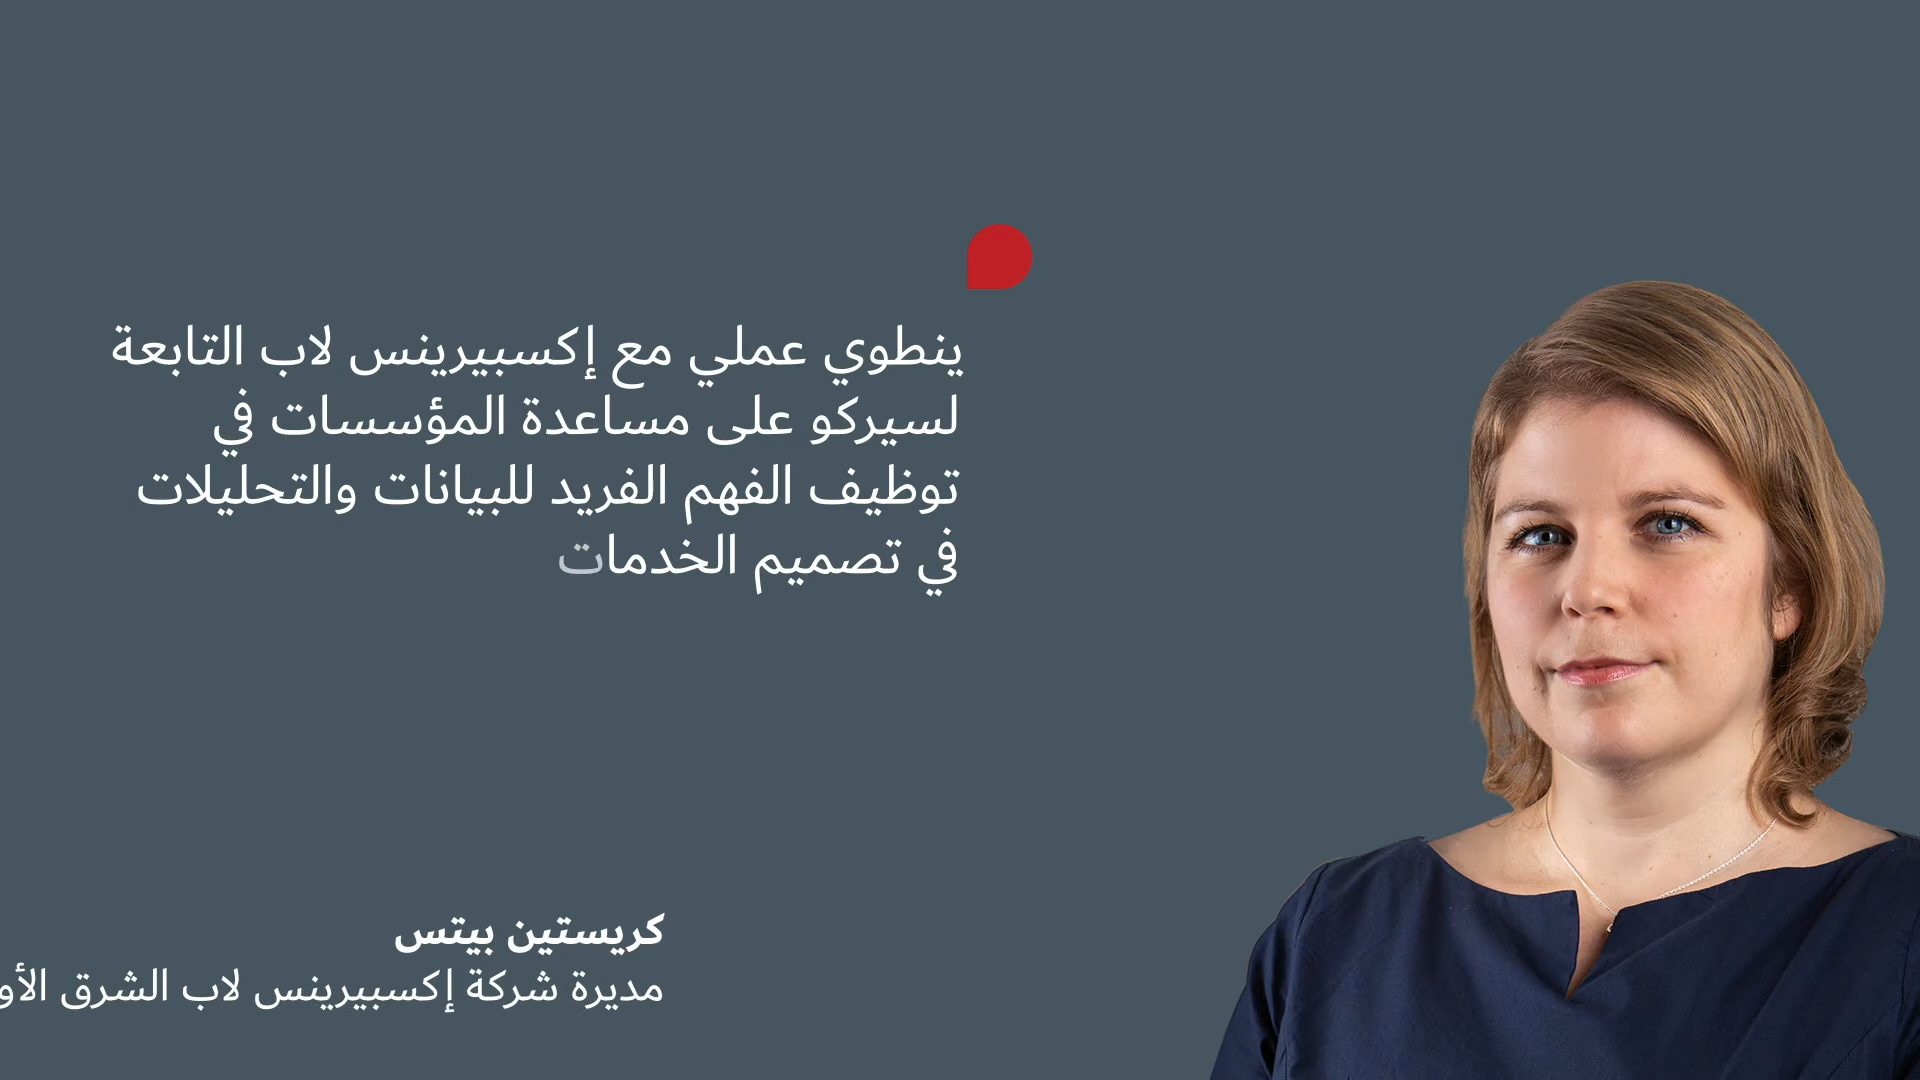 ينطوي عملي مع إكسبيرينس لاب التابعة
لسيركو على مساعدة المؤسسات في
توظيف الفهم الفريد للبيانات والتحليلات
في تصميم الخدمات
كريستين بيتس
مديرة شركة إكسبيرينس لاب الشرق